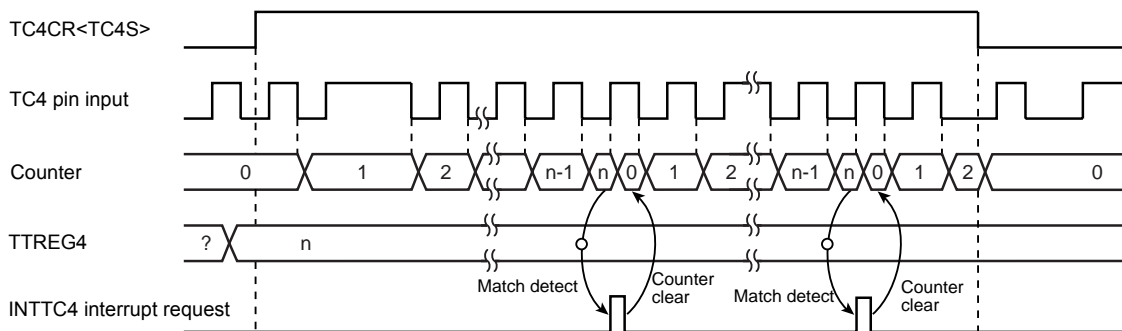 TC4CR<TC4S>
TC4 pin input
Counter 0 1 2 n-1 n 0 1 2 n-1 n 0 1 2 0
TTREG4 ? n
Match detect Counter clear Match detect Counter clear
INTTC4 interrupt request